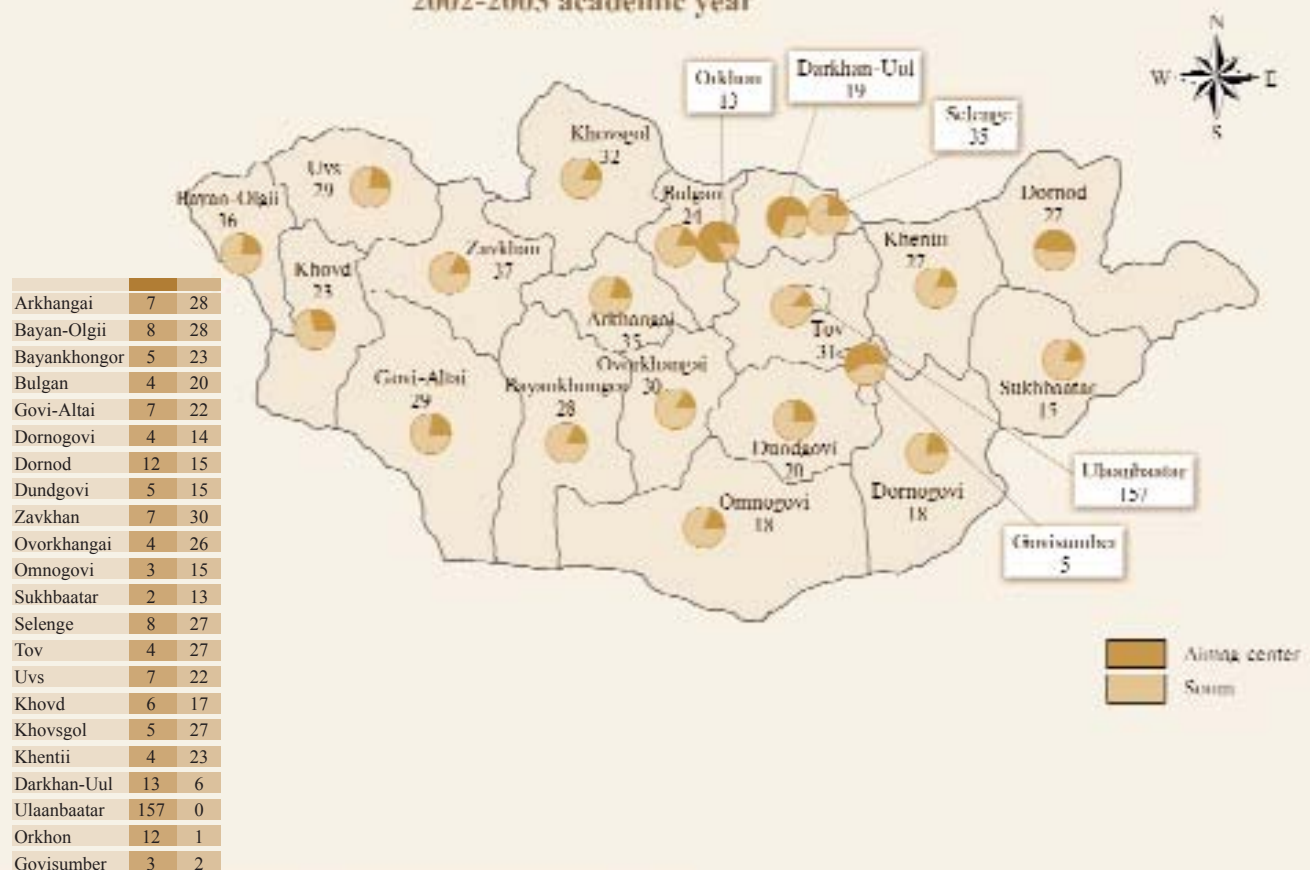 2002-2003 academic year
N
W
E
S
Orkhon
13
Darkhan-Uul
19
Selenge
35
Khovsgol
32
Uvs
29
Bayan-Olgii
36
Bulgan
24
Dornod
27
Khentii
27
Zavkhan
37
Khovd
23
Arkhangai
35
Tov
31
Ovorkhangai
30
Govi-Altai
29
Bayankhongor
28
Sukhbaatar
15
Dundgovi
20
Ulaanbaatar
157
Omnogovi
18
Dornogovi
18
Govisumber
5
Aimag center
Soum
Arkhangai 7 28
Bayan-Olgii 8 28
Bayankhongor 5 23
Bulgan 4 20
Govi-Altai 7 22
Dornogovi 4 14
Dornod 12 15
Dundgovi 5 15
Zavkhan 7 30
Ovorkhangai 4 26
Omnogovi 3 15
Sukhbaatar 2 13
Selenge 8 27
Tov 4 27
Uvs 7 22
Khovd 6 17
Khovsgol 5 27
Khentii 4 23
Darkhan-Uul 13 6
Ulaanbaatar 157 0
Orkhon 12 1
Govisumber 3 2